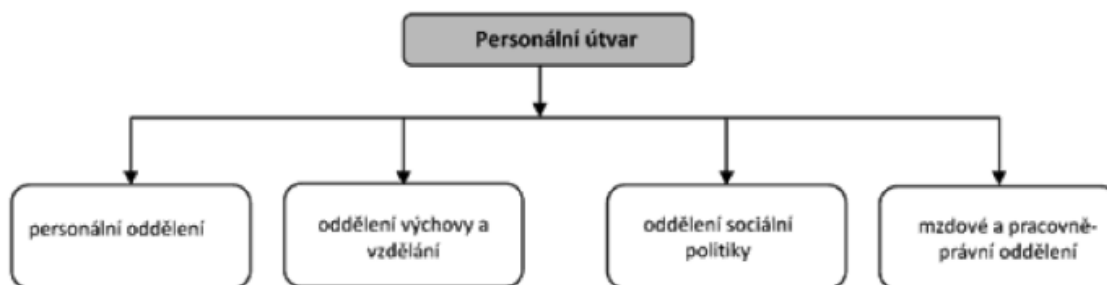 Personální útvar
personální oddělení
oddělení výchovy a
vzdělání
oddělení sociální
politiky
mzdové a pracovně-
právní oddělení